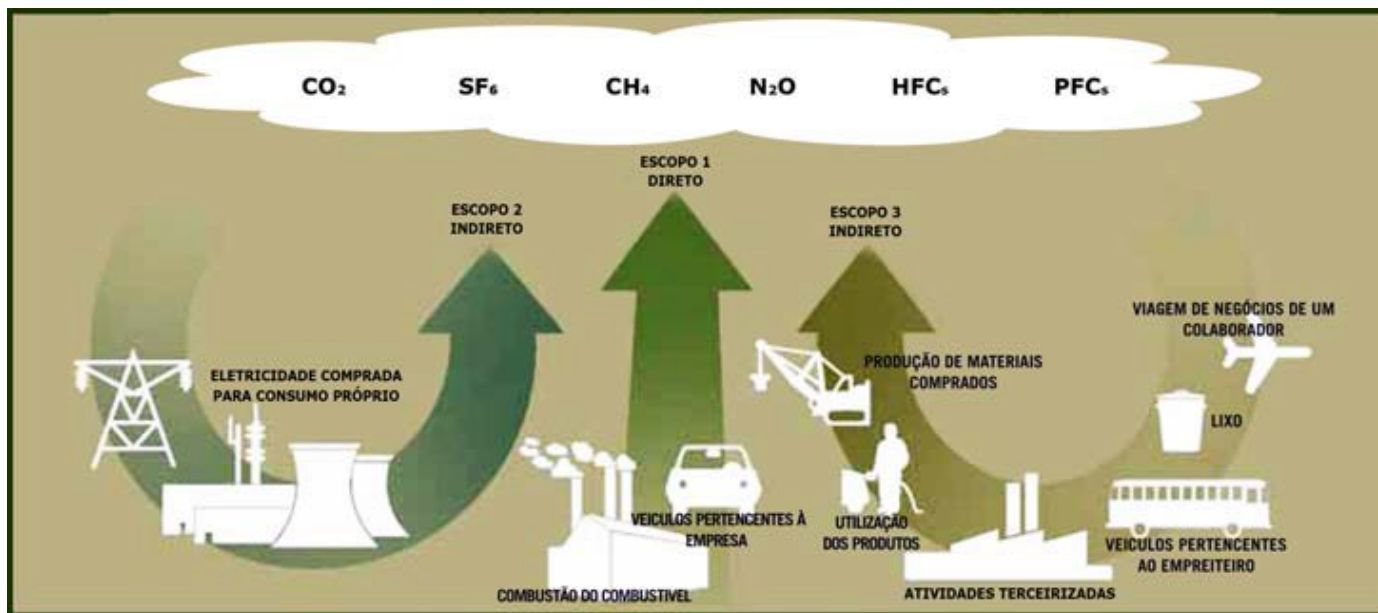 CO₂ SF₆ CH₄ N₂O HFCₛ PFCₛ
ESCOPO 1
DIRETO
ESCOPO 2
INDIRETO
ESCOPO 3
INDIRETO
ELETRICIDADE COMPRADA
PARA CONSUMO PRÓPRIO
COMBUSTÃO DO COMBUSTIVEL
VEICULOS PERTENCENTES À
EMPRESA
PRODUÇÃO DE MATERIAIS
COMPRADOS
UTILIZAÇÃO
DOS PRODUTOS
ATIVIDADES TERCEIRIZADAS
VIAGEM DE NEGÓCIOS DE UM
COLABORADOR
LIXO
VEICULOS PERTENCENTES
AO EMPREITEIRO